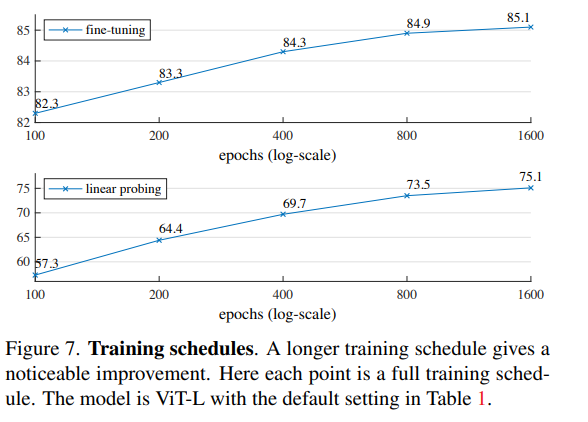 fine-tuning
85
84
83
82
82.3
83.3
84.3
84.9
85.1
100 200 400 800 1600
epochs (log-scale)
linear probing
75
70
65
60
57.3
64.4
69.7
73.5
75.1
100 200 400 800 1600
epochs (log-scale)
Figure 7. Training schedules. A longer training schedule gives a
noticeable improvement. Here each point is a full training sched-
ule. The model is ViT-L with the default setting in Table 1.